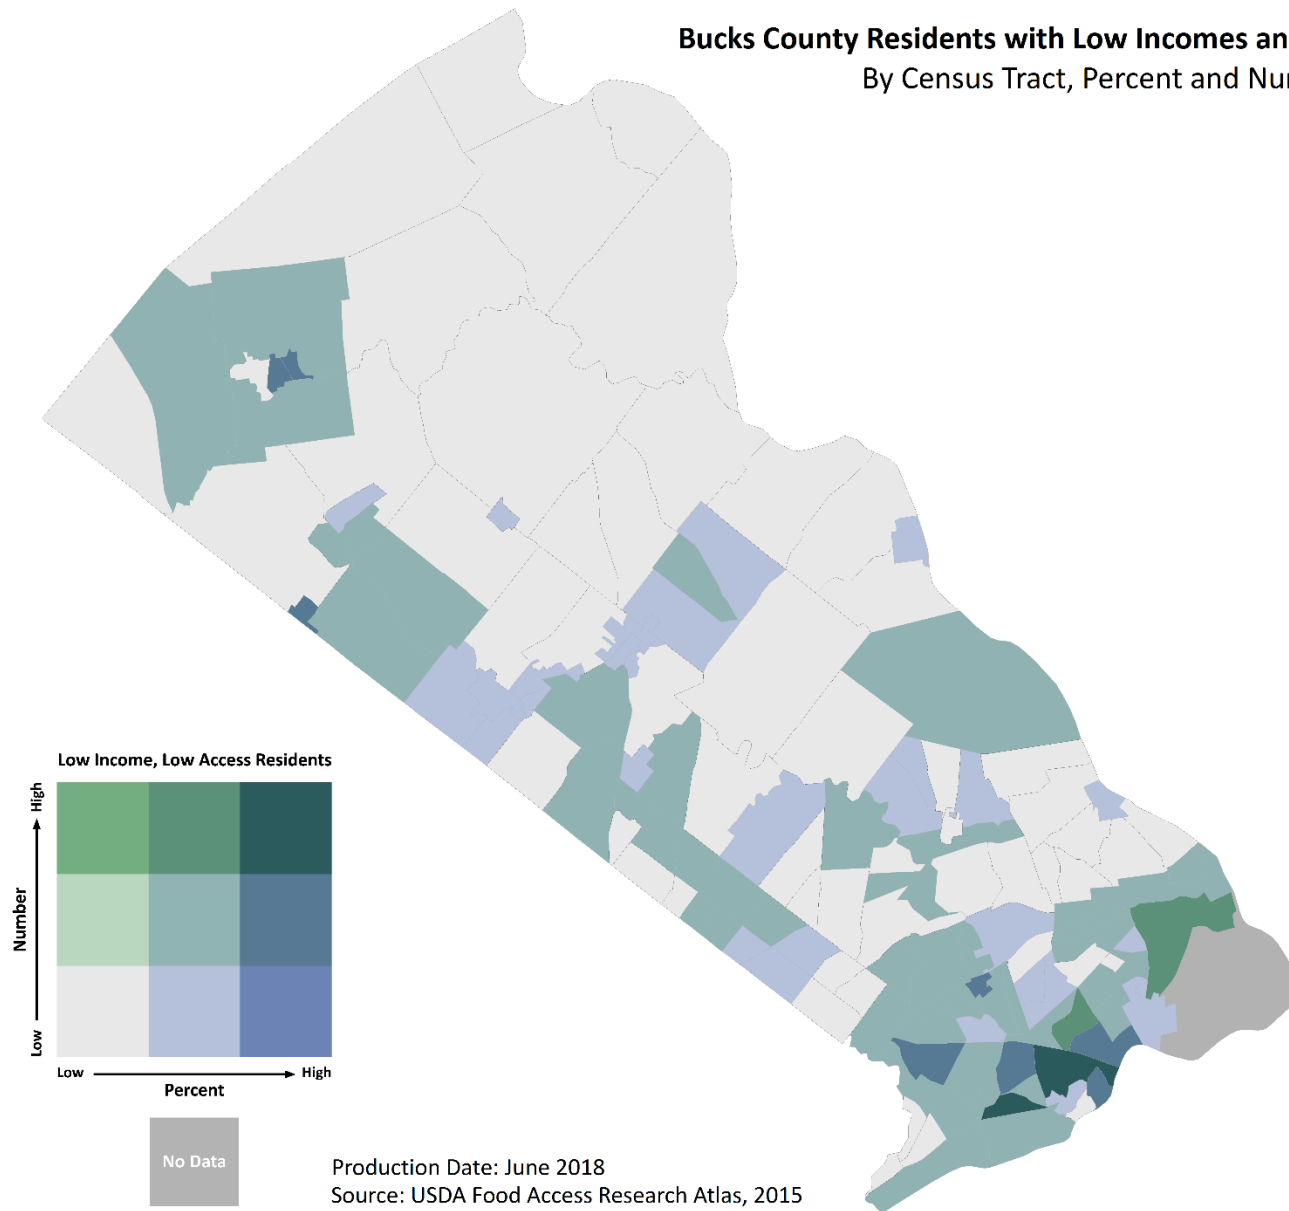 Bucks County Residents with Low Incomes an
By Census Tract, Percent and Nu
Low Income, Low Access Residents
High
Number
Low
Low
High
Percent
No Data
Production Date: June 2018
Source: USDA Food Access Research Atlas, 2015